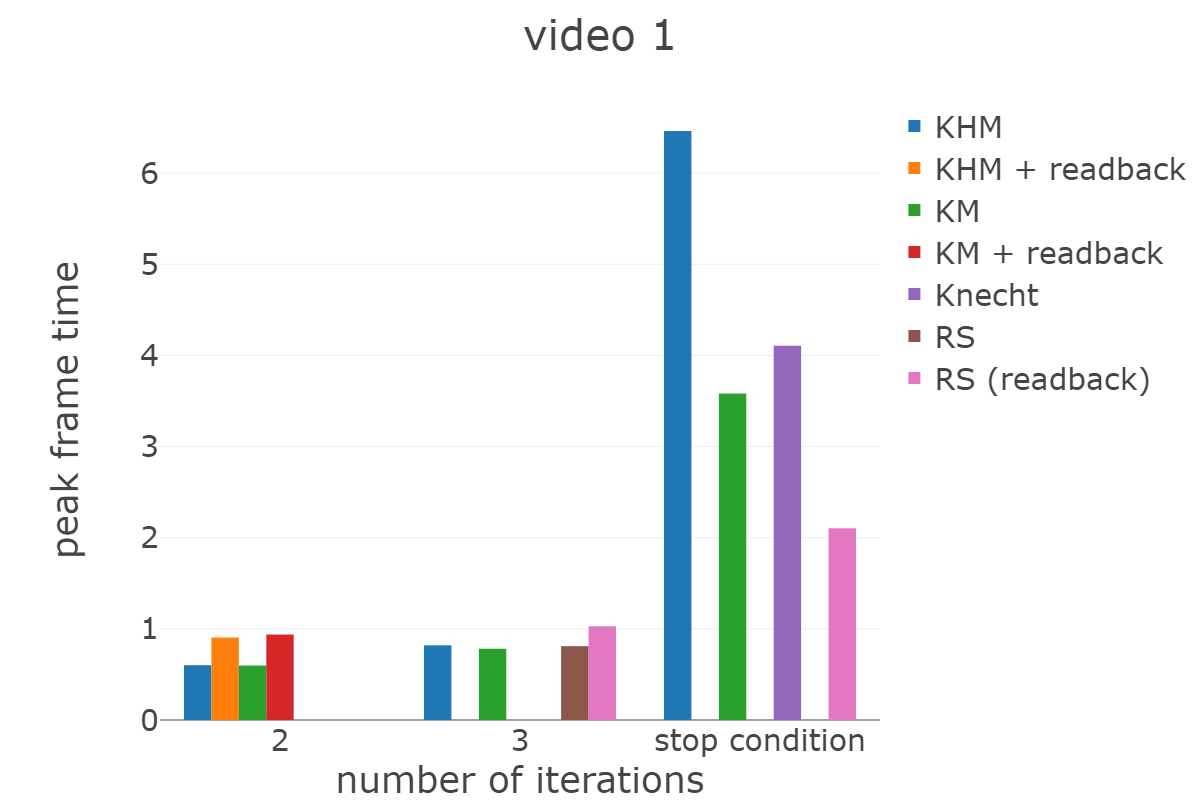 video 1
KHM
KHM + readback
KM
KM + readback
Knecht
RS
RS (readback)
peak frame time
6
5
4
3
2
1
0
2
3
stop condition
number of iterations